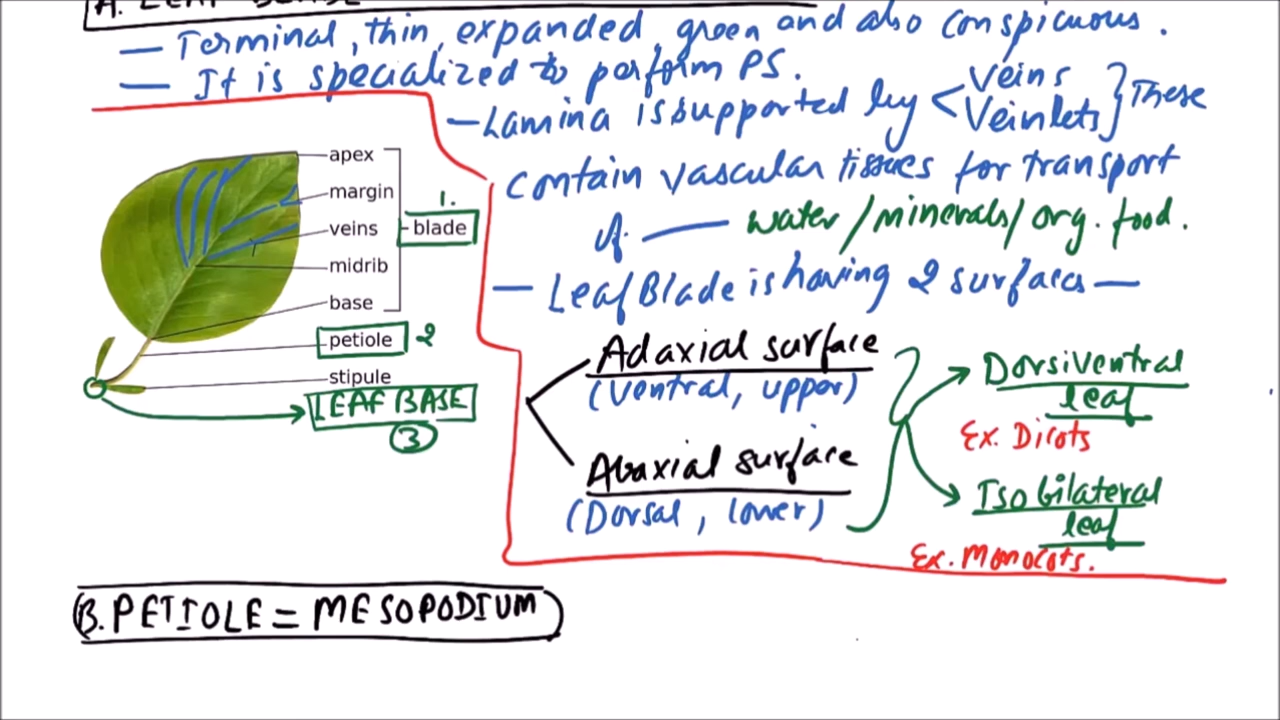 A. LEAF BLADE
— Terminal, thin, expanded, green and also conspicuous.
— It is specialized to perform PS.
— Lamina is supported by < Veins
Veinlets } These
contain vascular tissues for transport
of — water/minerals/org. food.
— Leaf Blade is having 2 surfaces —
apex
margin
veins
midrib
base
1.
blade
petiole 2
stipule
LEAF BASE
3
Adaxial surface
(Ventral, upper)
Abaxial surface
(Dorsal, lower)
Dorsiventral
leaf
Ex. Dicots
Isobilateral
leaf
Ex. Monocots.
B. PETIOLE = MESOPODIUM